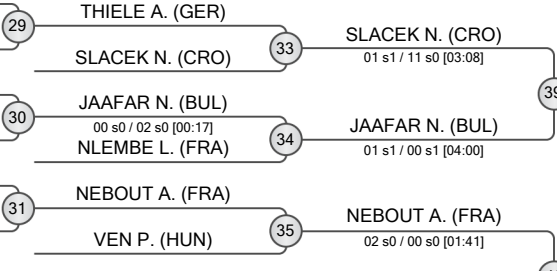 THIELE A. (GER)
29
SLACEK N. (CRO)
33
SLACEK N. (CRO)
01 s1 / 11 s0 [03:08]
39
JAAFAR N. (BUL)
30
00 s0 / 02 s0 [00:17]
NLEMBE L. (FRA)
34
JAAFAR N. (BUL)
01 s1 / 00 s1 [04:00]
NEBOUT A. (FRA)
31
VEN P. (HUN)
35
NEBOUT A. (FRA)
02 s0 / 00 s0 [01:41]